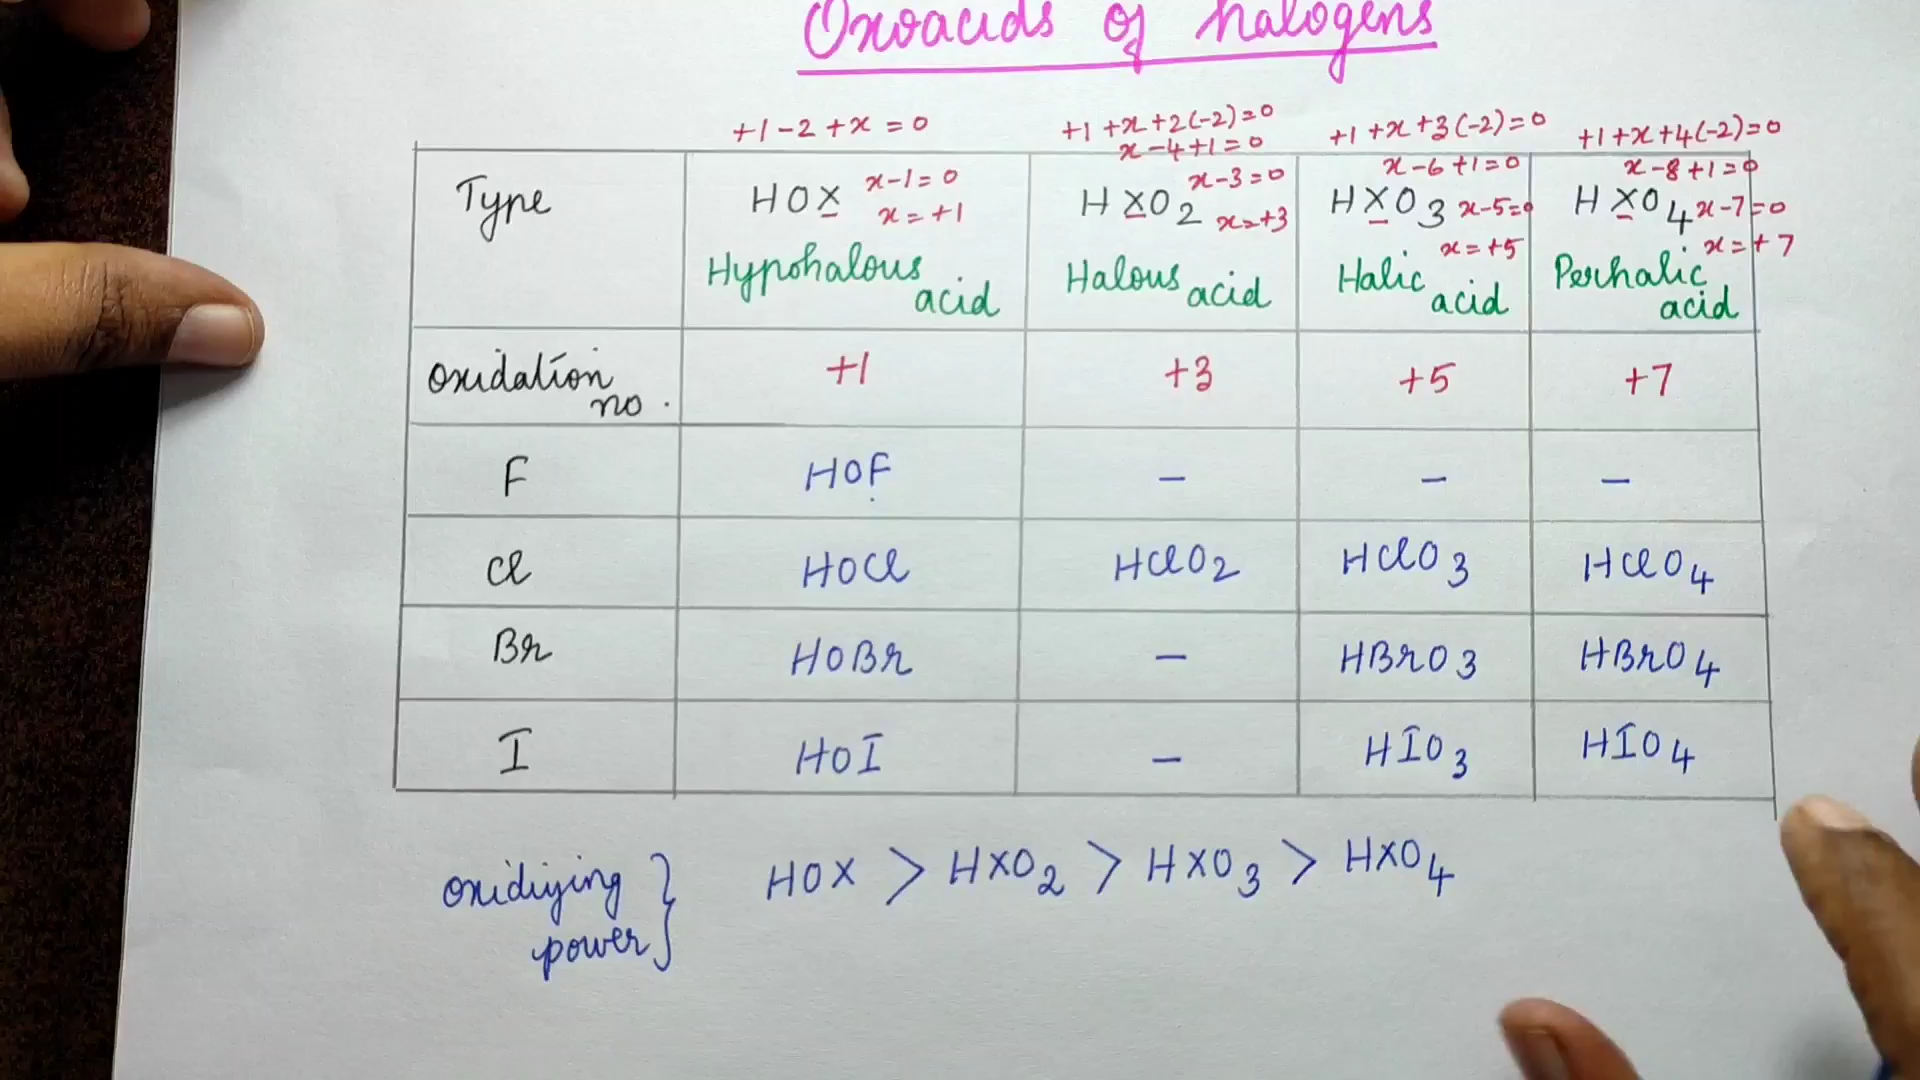 Oxoacids of halogens
+1 -2 + x = 0
+1 + x + 2(-2) = 0
x - 4 + 1 = 0
+1 + x + 3(-2) = 0
x - 6 + 1 = 0
+1 + x + 4(-2) = 0
x - 8 + 1 = 0
Type
HOX
x - 1 = 0
x = +1
Hypohalous
acid
HXO2
x - 3 = 0
x = +3
Halous acid
HXO3
x - 5 = 0
x = +5
Halic
acid
HXO4
x - 7 = 0
x = +7
Perhalic
acid
Oxidation
no.
+1
+3
+5
+7
F
HOF
-
-
-
Cl
HOCl
HClO2
HClO3
HClO4
Br
HOBr
-
HBrO3
HBrO4
I
HOI
-
HIO3
HIO4
oxidizing
power } HOX > HXO2 > HXO3 > HXO4